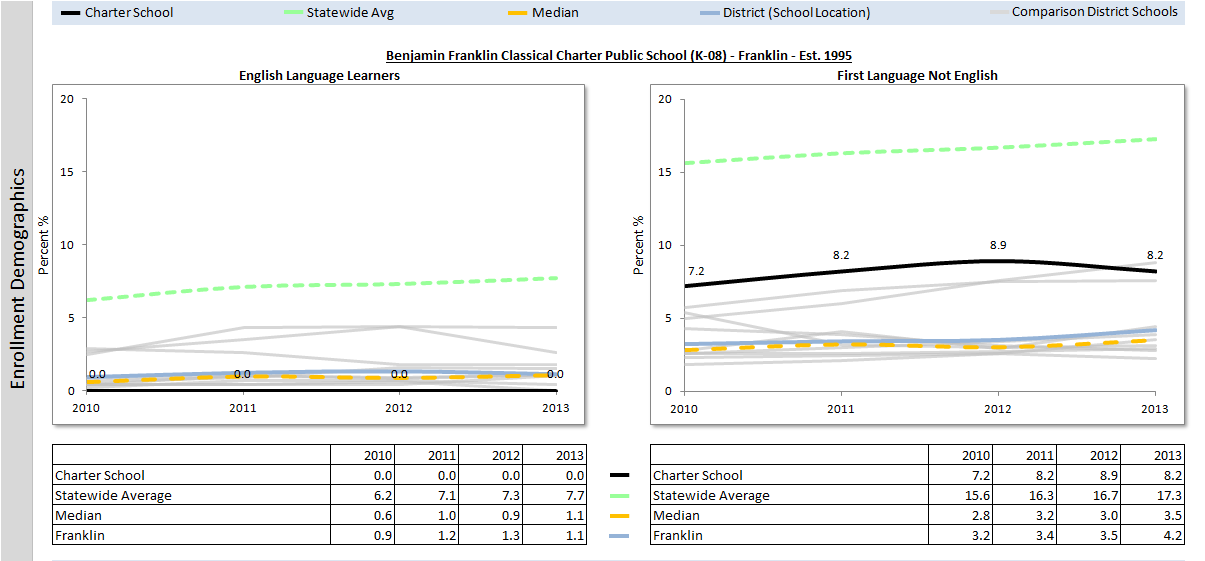 Charter School Statewide Avg Median District (School Location) Comparison District Schools
Benjamin Franklin Classical Charter Public School (K-08) - Franklin - Est. 1995
Enrollment Demographics
English Language Learners
Percent %
20
15
10
5
0
0.0 0.0 0.0 0.0
2010 2011 2012 2013
First Language Not English
Percent %
20
15
10
5
0
7.2 8.2 8.9 8.2
2010 2011 2012 2013
2010 2011 2012 2013
Charter School 0.0 0.0 0.0 0.0
Statewide Average 6.2 7.1 7.3 7.7
Median 0.6 1.0 0.9 1.1
Franklin 0.9 1.2 1.3 1.1
2010 2011 2012 2013
Charter School 7.2 8.2 8.9 8.2
Statewide Average 15.6 16.3 16.7 17.3
Median 2.8 3.2 3.0 3.5
Franklin 3.2 3.4 3.5 4.2